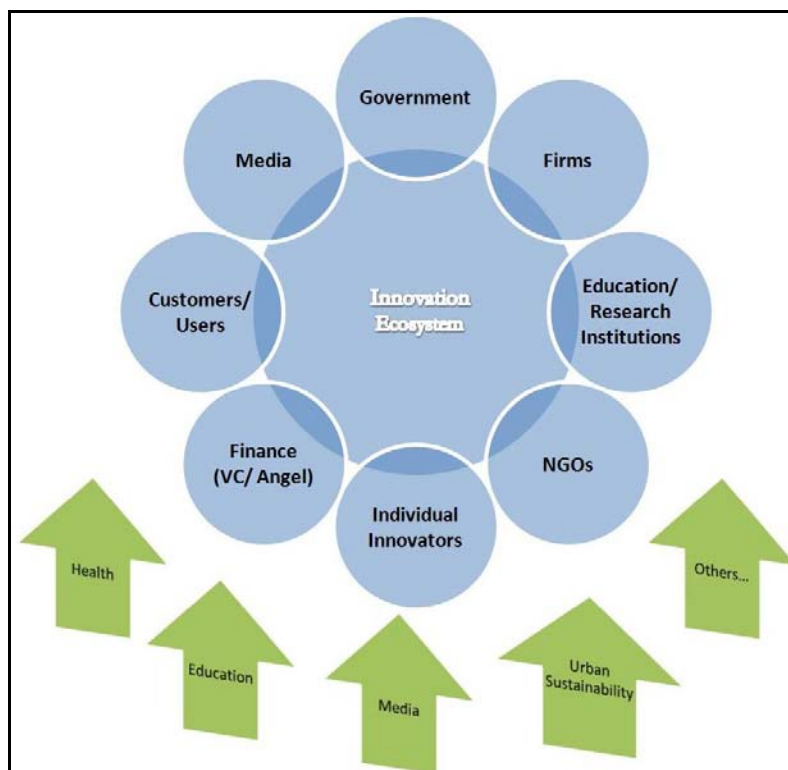 Government
Media
Firms
Innovation
Ecosystem
Customers/
Users
Education/
Research
Institutions
Finance
(VC/ Angel)
NGOs
Individual
Innovators
Health
Education
Media
Urban
Sustainability
Others...